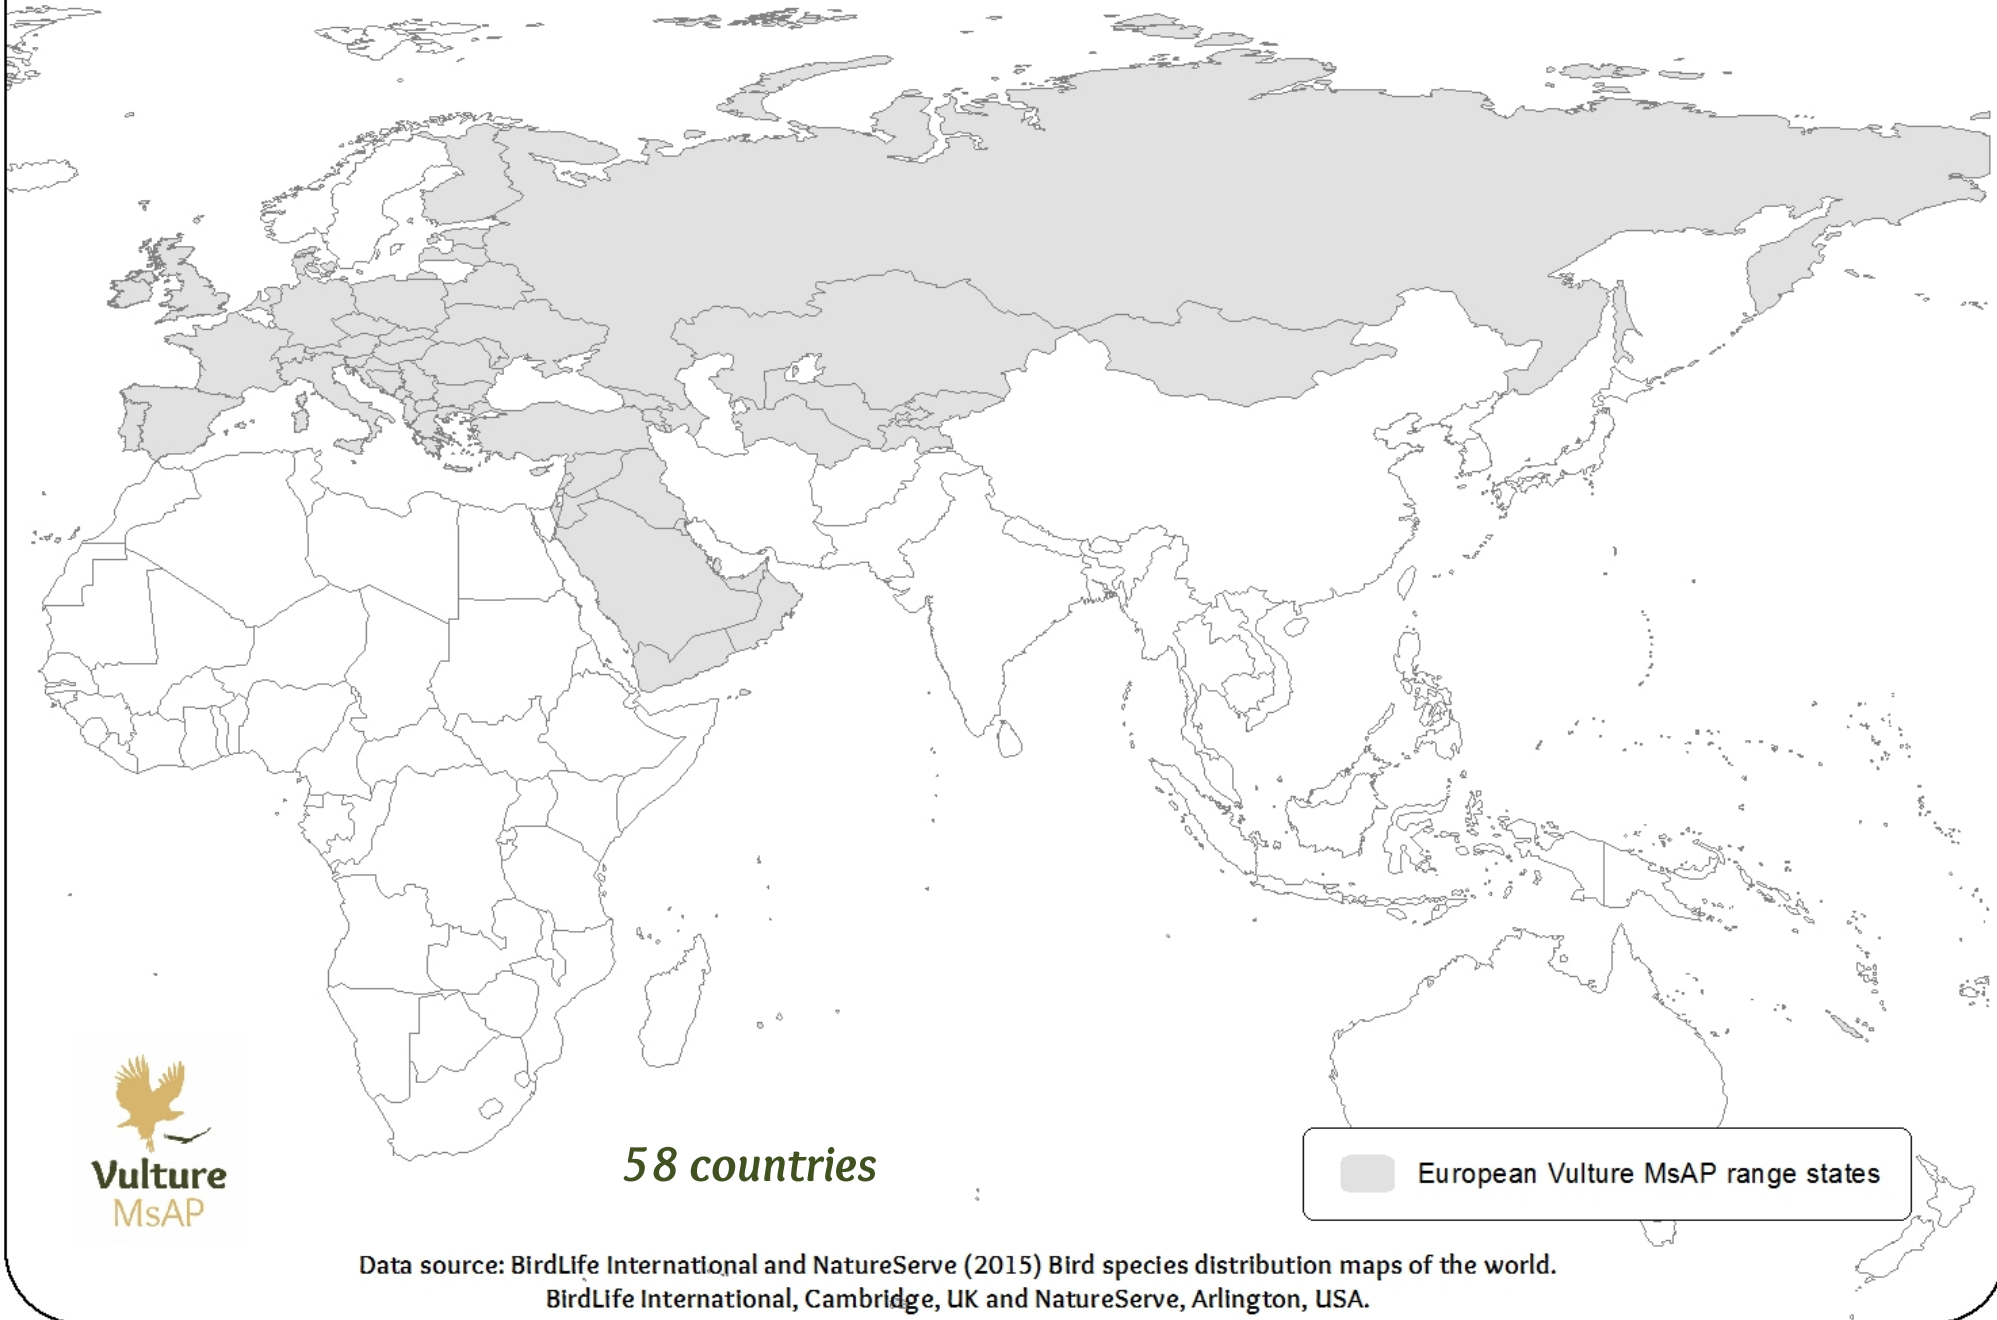 58 countries
European Vulture MsAP range states
Vulture
MsAP
Data source: BirdLife International and NatureServe (2015) Bird species distribution maps of the world.
BirdLife International, Cambridge, UK and NatureServe, Arlington, USA.